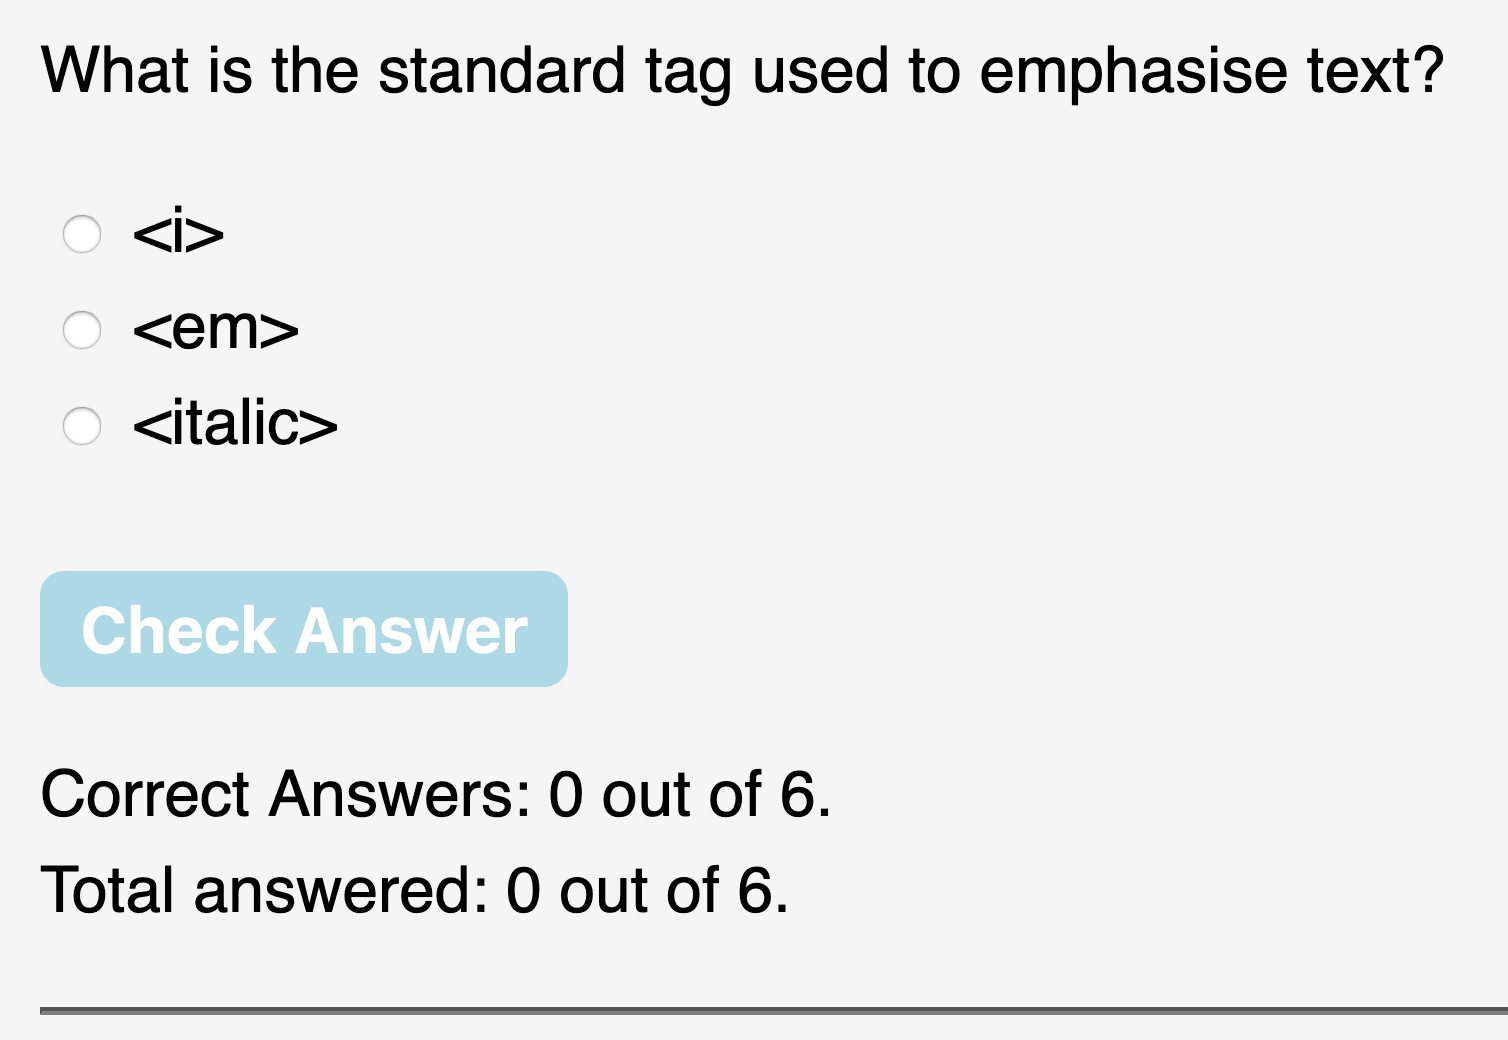 What is the standard tag used to emphasise text?
<i>
<em>
<italic>
Check Answer
Correct Answers: 0 out of 6.
Total answered: 0 out of 6.